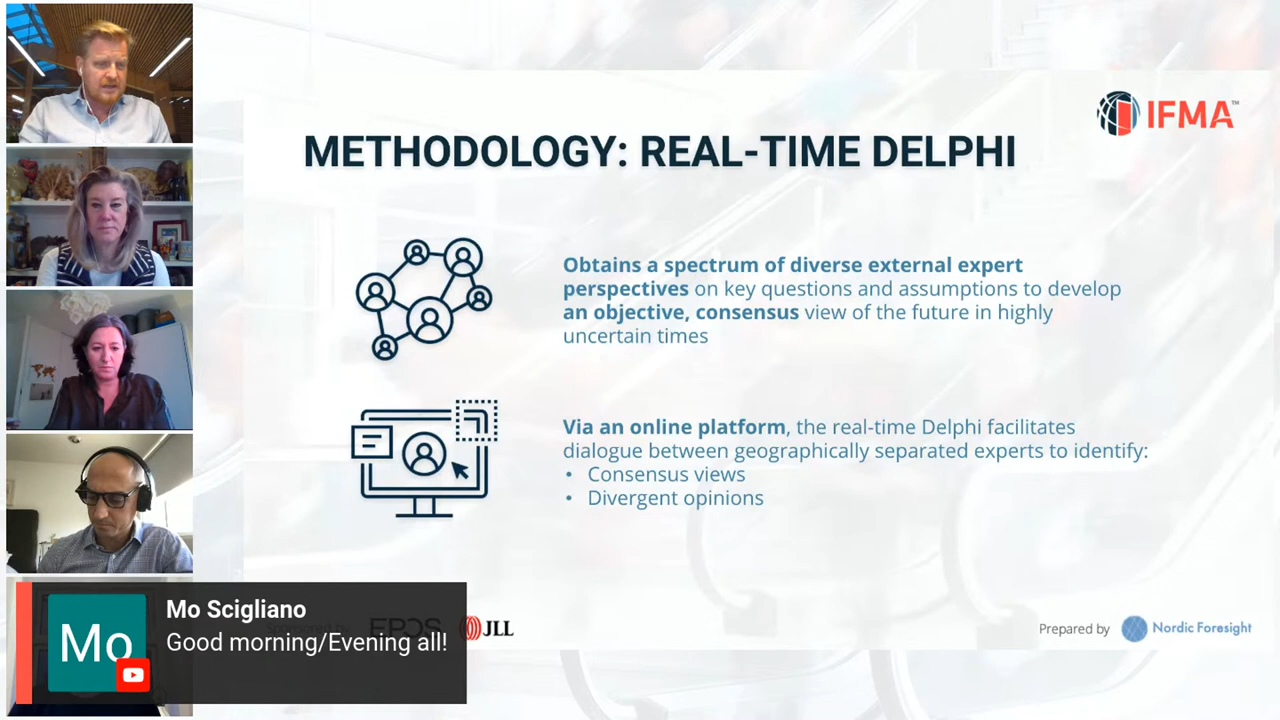 IFMA™
METHODOLOGY: REAL-TIME DELPHI
Obtains a spectrum of diverse external expert
perspectives on key questions and assumptions to develop
an objective, consensus view of the future in highly
uncertain times
Via an online platform, the real-time Delphi facilitates
dialogue between geographically separated experts to identify:
• Consensus views
• Divergent opinions
Mo
Mo Scigliano
Good morning/Evening all!
EPOS
JLL
Prepared by Nordic Foresight